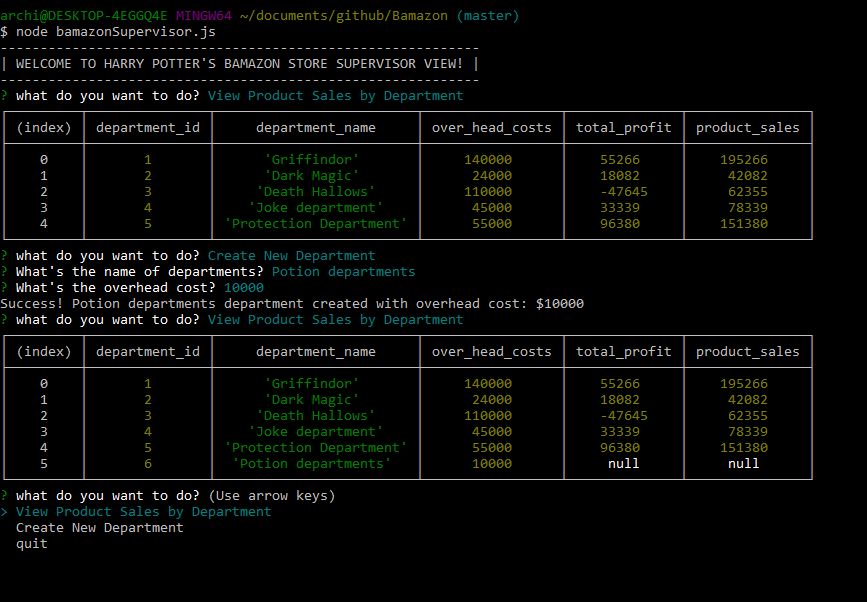 archi@DESKTOP-4EGGQ4E MINGW64 ~/documents/github/Bamazon (master)
$ node bamazonSupervisor.js
------------------------------------------------------------
| WELCOME TO HARRY POTTER'S BAMAZON STORE SUPERVISOR VIEW! |
------------------------------------------------------------
? what do you want to do? View Product Sales by Department
(index) department_id department_name over_head_costs total_profit product_sales
0 1 'Griffindor' 140000 55266 195266
1 2 'Dark Magic' 24000 18082 42082
2 3 'Death Hallows' 110000 -47645 62355
3 4 'Joke department' 45000 33339 78339
4 5 'Protection Department' 55000 96380 151380
? what do you want to do? Create New Department
? What's the name of departments? Potion departments
? What's the overhead cost? 10000
Success! Potion departments department created with overhead cost: $10000
? what do you want to do? View Product Sales by Department
(index) department_id department_name over_head_costs total_profit product_sales
0 1 'Griffindor' 140000 55266 195266
1 2 'Dark Magic' 24000 18082 42082
2 3 'Death Hallows' 110000 -47645 62355
3 4 'Joke department' 45000 33339 78339
4 5 'Protection Department' 55000 96380 151380
5 6 'Potion departments' 10000 null null
? what do you want to do? (Use arrow keys)
> View Product Sales by Department
Create New Department
quit